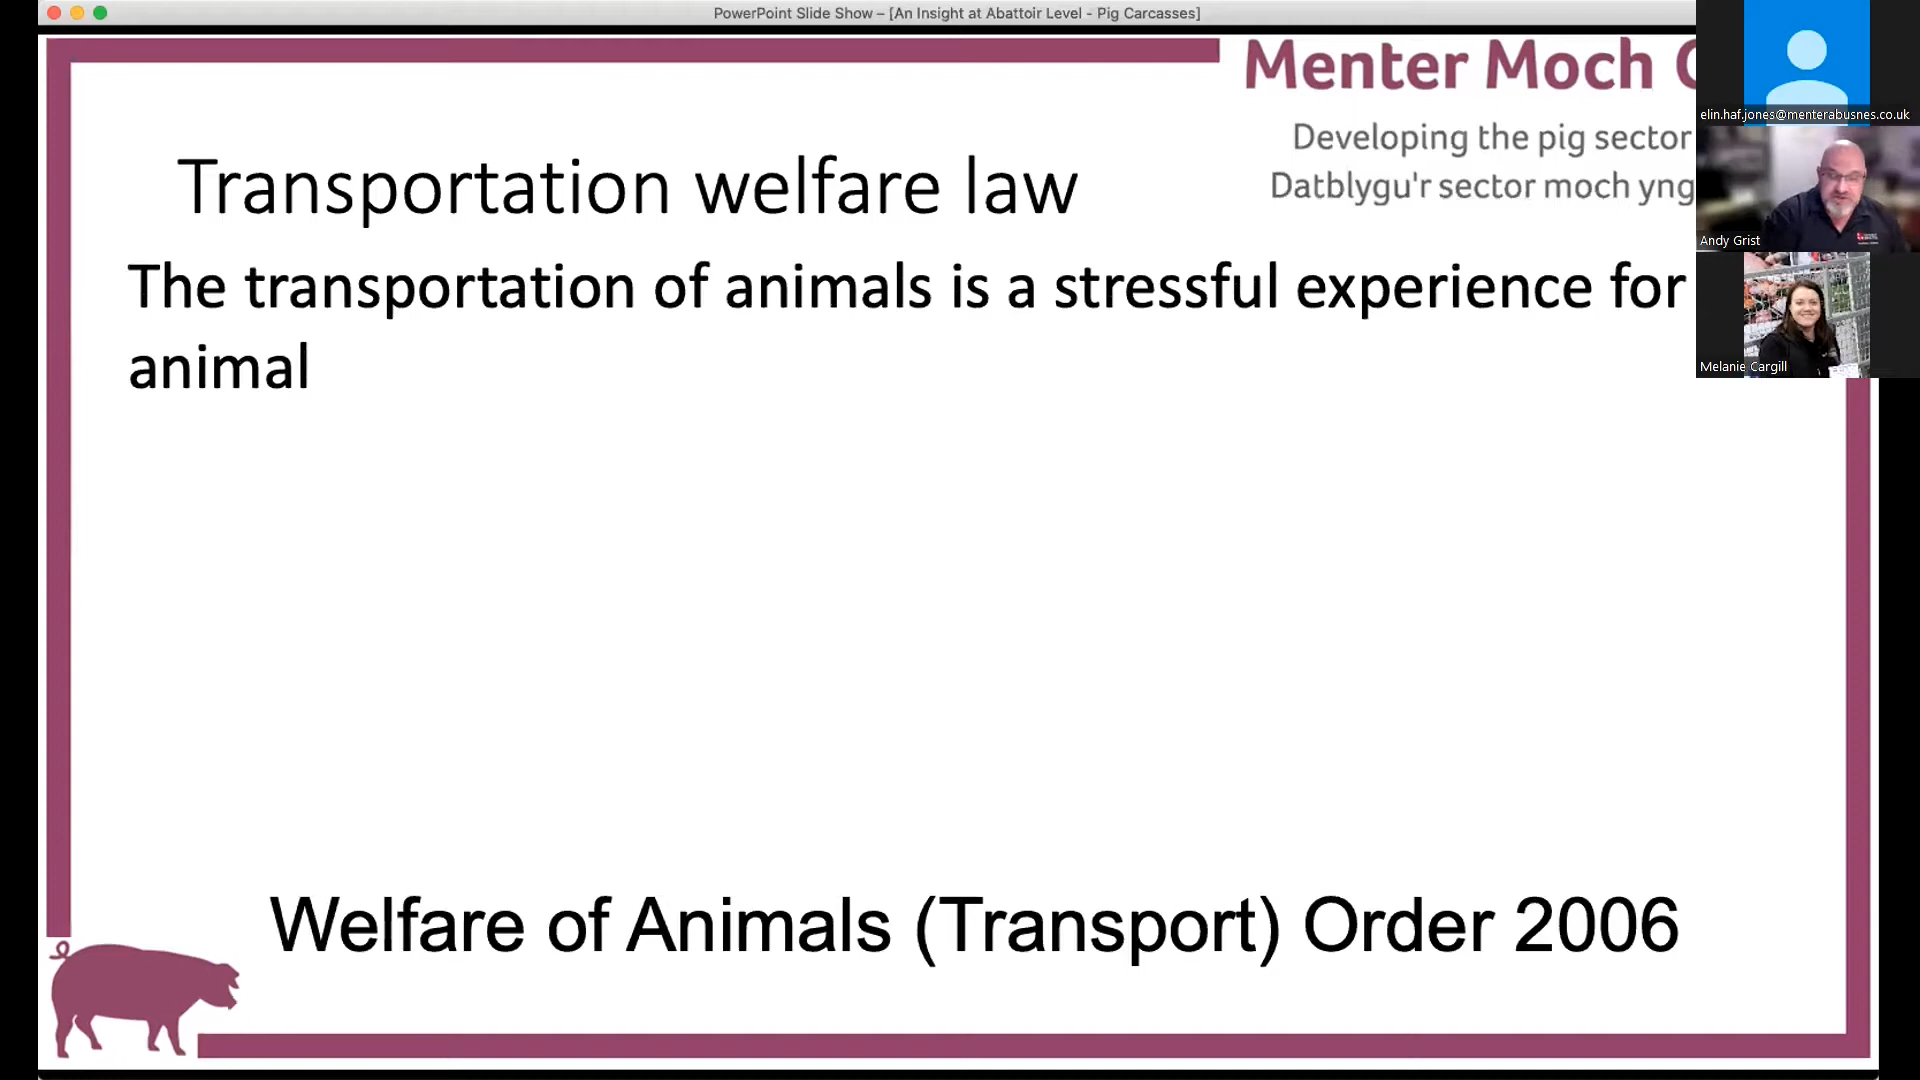 PowerPoint Slide Show – [An Insight at Abattoir Level - Pig Carcasses]
Menter Moch
Developing the pig sector
Datblygu'r sector moch yng
elin.haf.jones@menterabusnes.co.uk
Andy Grist
Melanie Cargill
Transportation welfare law
The transportation of animals is a stressful experience for
animal
Welfare of Animals (Transport) Order 2006